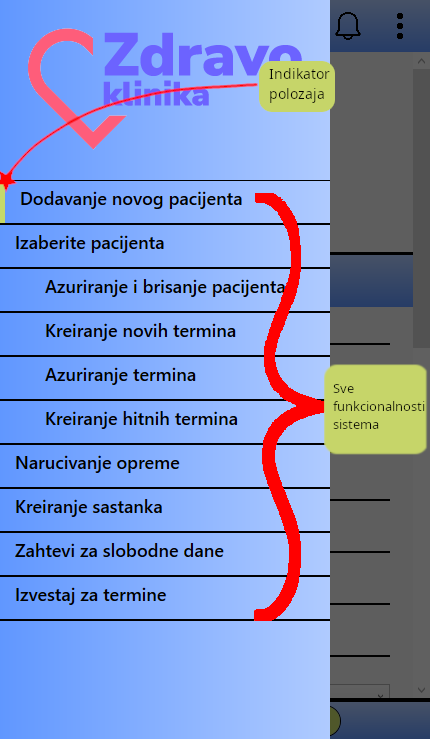 Zdravo
klinika
Indikator
polozaja
Dodavanje novog pacijenta
Izaberite pacijenta
Azuriranje i brisanje pacijenta
Kreiranje novih termina
Azuriranje termina
Kreiranje hitnih termina
Sve
funkcionalnosti
sistema
Narucivanje opreme
Kreiranje sastanka
Zahtevi za slobodne dane
Izvestaj za termine